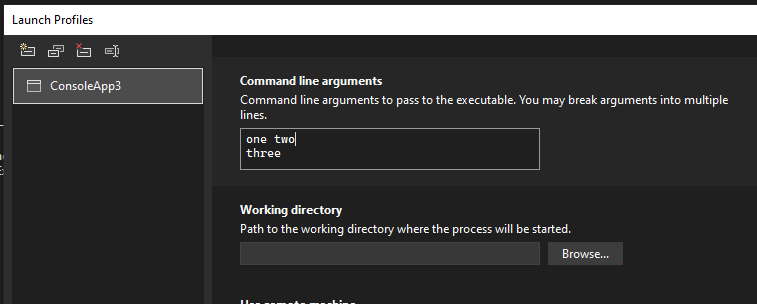 Launch Profiles
ConsoleApp3
Command line arguments
Command line arguments to pass to the executable. You may break arguments into multiple
lines.
one two
three
Working directory
Path to the working directory where the process will be started.
Browse...